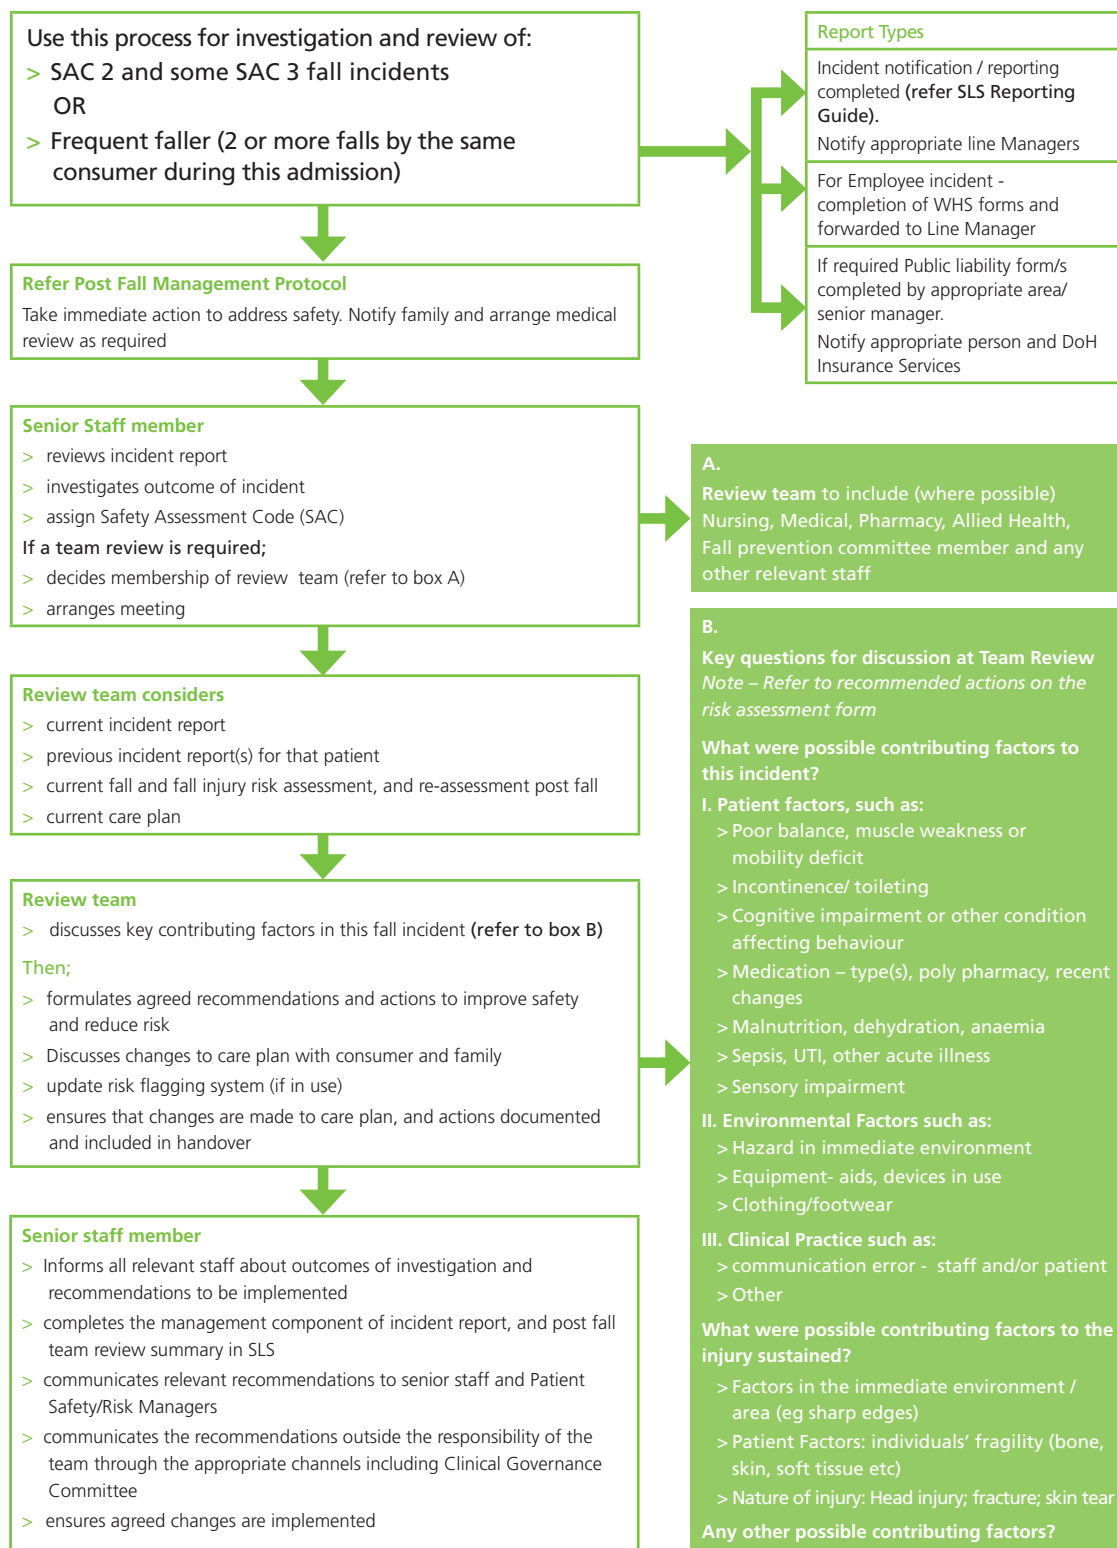 Use this process for investigation and review of:
> SAC 2 and some SAC 3 fall incidents
OR
> Frequent faller (2 or more falls by the same
consumer during this admission)
Report Types
Incident notification / reporting
completed (refer SLS Reporting
Guide).
Notify appropriate line Managers
For Employee incident -
completion of WHS forms and
forwarded to Line Manager
If required Public liability form/s
completed by appropriate area/
senior manager.
Notify appropriate person and DoH
Insurance Services
Refer Post Fall Management Protocol
Take immediate action to address safety. Notify family and arrange medical
review as required
Senior Staff member
> reviews incident report
> investigates outcome of incident
> assign Safety Assessment Code (SAC)
If a team review is required;
> decides membership of review team (refer to box A)
> arranges meeting
A.
Review team to include (where possible)
Nursing, Medical, Pharmacy, Allied Health,
Fall prevention committee member and any
other relevant staff
Review team considers
> current incident report
> previous incident report(s) for that patient
> current fall and fall injury risk assessment, and re-assessment post fall
> current care plan
Review team
> discusses key contributing factors in this fall incident (refer to box B)
Then;
> formulates agreed recommendations and actions to improve safety
and reduce risk
> Discusses changes to care plan with consumer and family
> update risk flagging system (if in use)
> ensures that changes are made to care plan, and actions documented
and included in handover
Senior staff member
> Informs all relevant staff about outcomes of investigation and
recommendations to be implemented
> completes the management component of incident report, and post fall
team review summary in SLS
> communicates relevant recommendations to senior staff and Patient
Safety/Risk Managers
> communicates the recommendations outside the responsibility of the
team through the appropriate channels including Clinical Governance
Committee
> ensures agreed changes are implemented
B.
Key questions for discussion at Team Review
Note – Refer to recommended actions on the
risk assessment form
What were possible contributing factors to
this incident?
I. Patient factors, such as:
> Poor balance, muscle weakness or
mobility deficit
> Incontinence/ toileting
> Cognitive impairment or other condition
affecting behaviour
> Medication – type(s), poly pharmacy, recent
changes
> Malnutrition, dehydration, anaemia
> Sepsis, UTI, other acute illness
> Sensory impairment
II. Environmental Factors such as:
> Hazard in immediate environment
> Equipment- aids, devices in use
> Clothing/footwear
III. Clinical Practice such as:
> communication error - staff and/or patient
> Other
What were possible contributing factors to the
injury sustained?
> Factors in the immediate environment /
area (eg sharp edges)
> Patient Factors: individuals' fragility (bone,
skin, soft tissue etc)
> Nature of injury: Head injury; fracture; skin tear
Any other possible contributing factors?